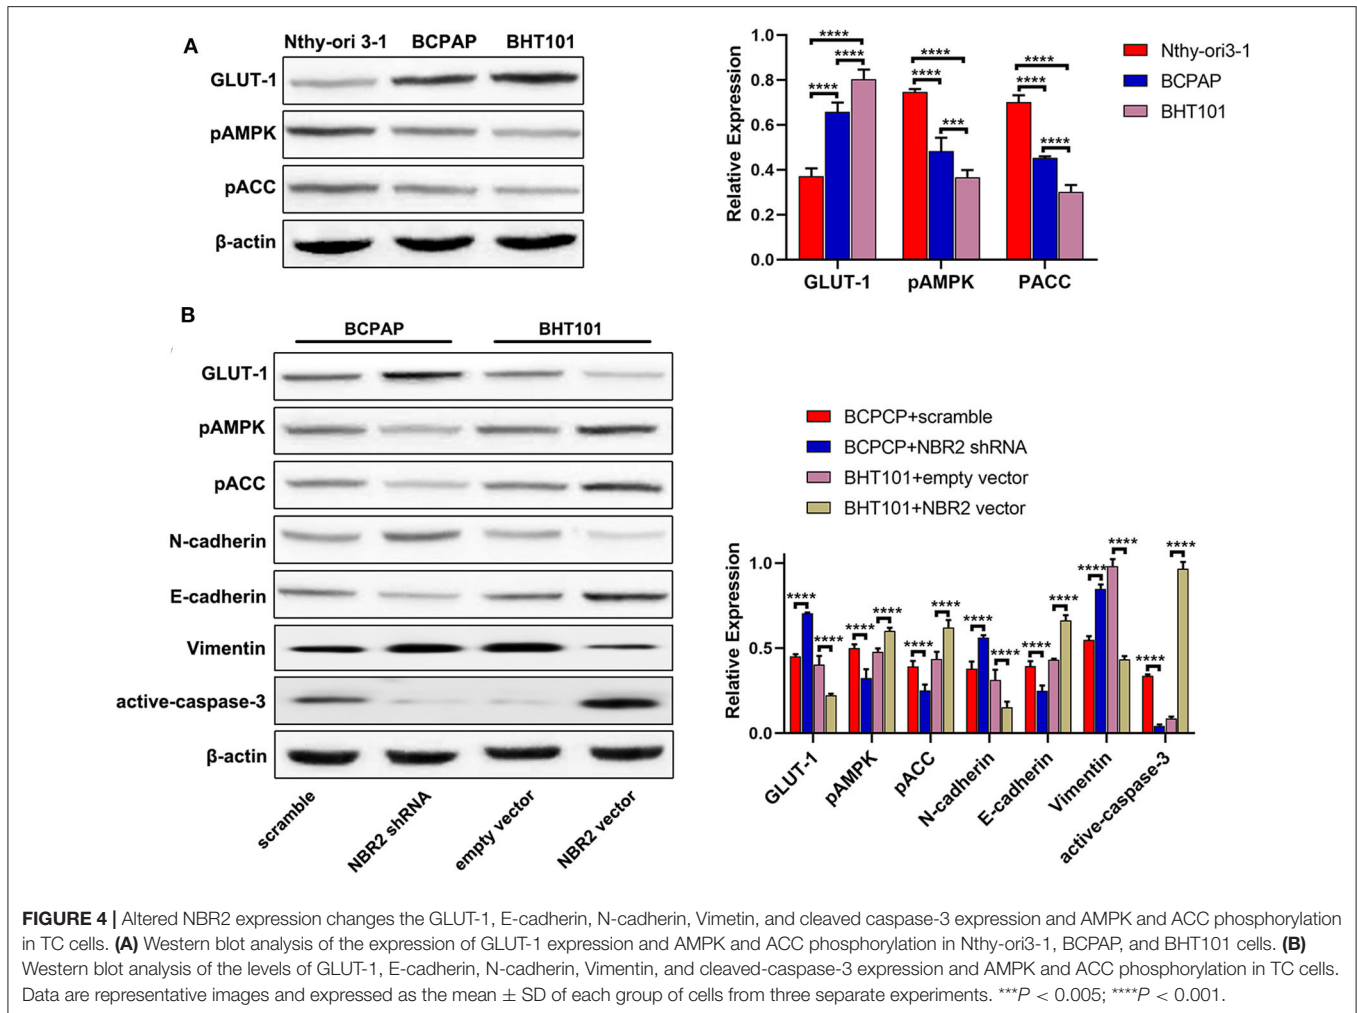 A
Nthy-ori 3-1 BCPAP BHT101
GLUT-1
pAMPK
pACC
β-actin
1.0
0.8
0.6
0.4
0.2
0.0
Relative Expression
**** **** ****
**** **** ***
**** **** ****
GLUT-1 pAMPK PACC
Nthy-ori3-1
BCPAP
BHT101
B
BCPAP BHT101
GLUT-1
pAMPK
pACC
N-cadherin
E-cadherin
Vimentin
active-caspase-3
β-actin
scramble NBR2 shRNA empty vector NBR2 vector
BCPCP+scramble
BCPCP+NBR2 shRNA
BHT101+empty vector
BHT101+NBR2 vector
1.0
0.5
0.0
Relative Expression
**** **** **** **** **** **** **** **** **** **** **** **** **** ****
GLUT-1 pAMPK pACC N-cadherin E-cadherin Vimentin active-caspase-3
FIGURE 4 | Altered NBR2 expression changes the GLUT-1, E-cadherin, N-cadherin, Vimetin, and cleaved caspase-3 expression and AMPK and ACC phosphorylation
in TC cells. (A) Western blot analysis of the expression of GLUT-1 expression and AMPK and ACC phosphorylation in Nthy-ori3-1, BCPAP, and BHT101 cells. (B)
Western blot analysis of the levels of GLUT-1, E-cadherin, N-cadherin, Vimentin, and cleaved-caspase-3 expression and AMPK and ACC phosphorylation in TC cells.
Data are representative images and expressed as the mean ± SD of each group of cells from three separate experiments. ***P < 0.005; ****P < 0.001.